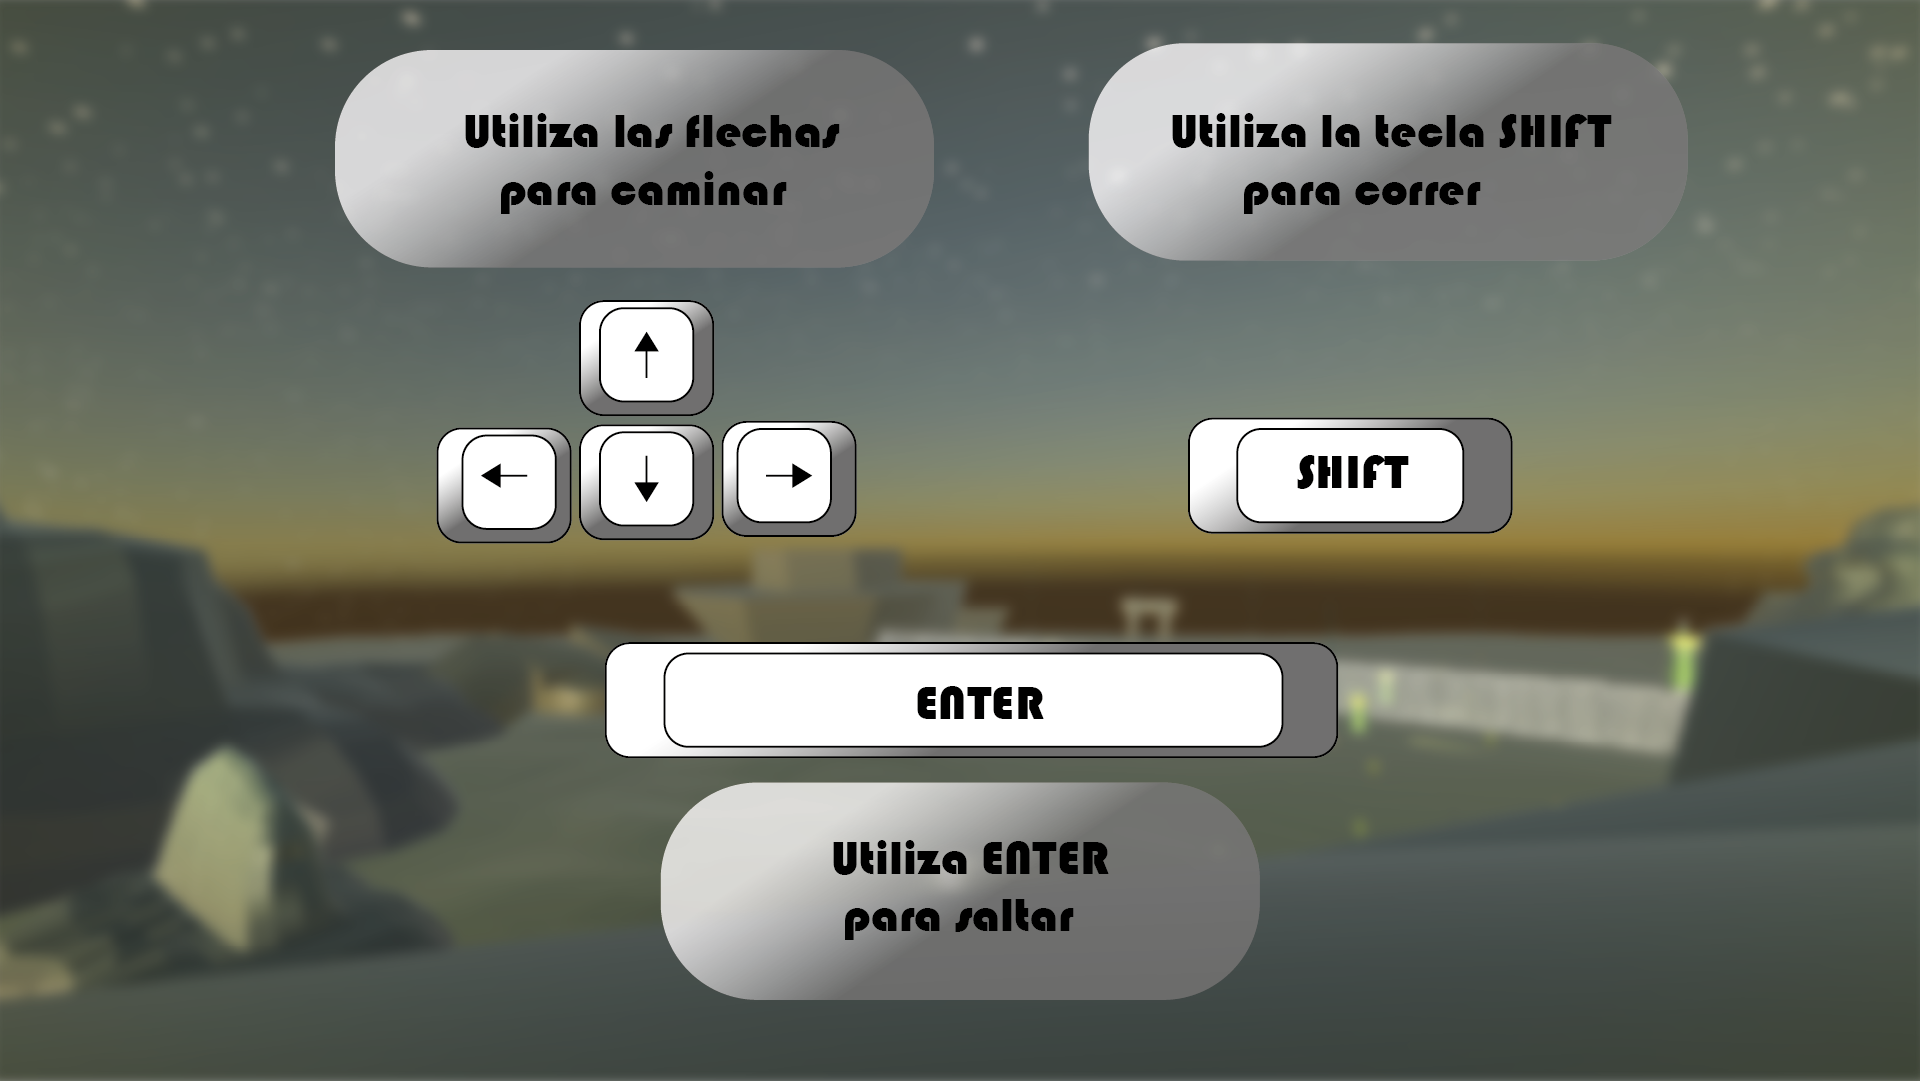 Utiliza las flechas
para caminar
Utiliza la tecla SHIFT
para correr
↑
← ↓ →
SHIFT
ENTER
Utiliza ENTER
para saltar